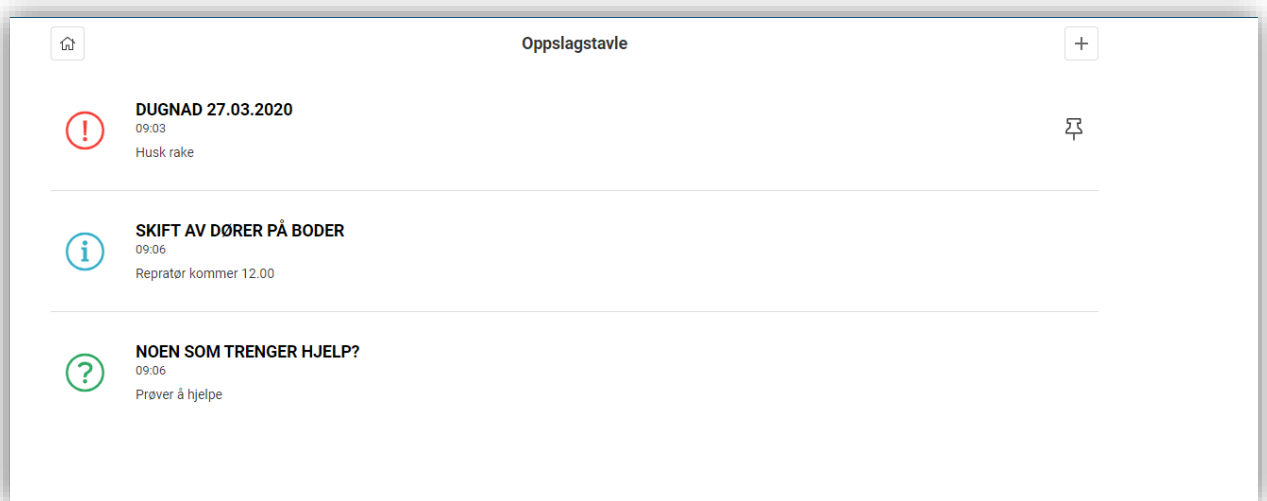 Oppslagstavle
DUGNAD 27.03.2020
09:03
Husk rake
SKIFT AV DØRER PÅ BODER
09:06
Repratør kommer 12.00
NOEN SOM TRENGER HJELP?
09:06
Prøver å hjelpe